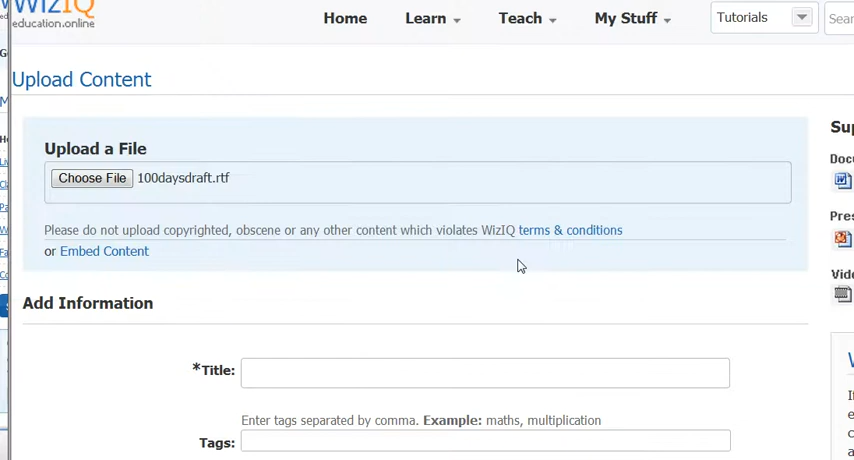 WizIQ
education.online
Home Learn Teach My Stuff Tutorials
Upload Content
Upload a File
Choose File 100daysdraft.rtf
Please do not upload copyrighted, obscene or any other content which violates WizIQ terms & conditions
or Embed Content
Add Information
*Title:
Enter tags separated by comma. Example: maths, multiplication
Tags: